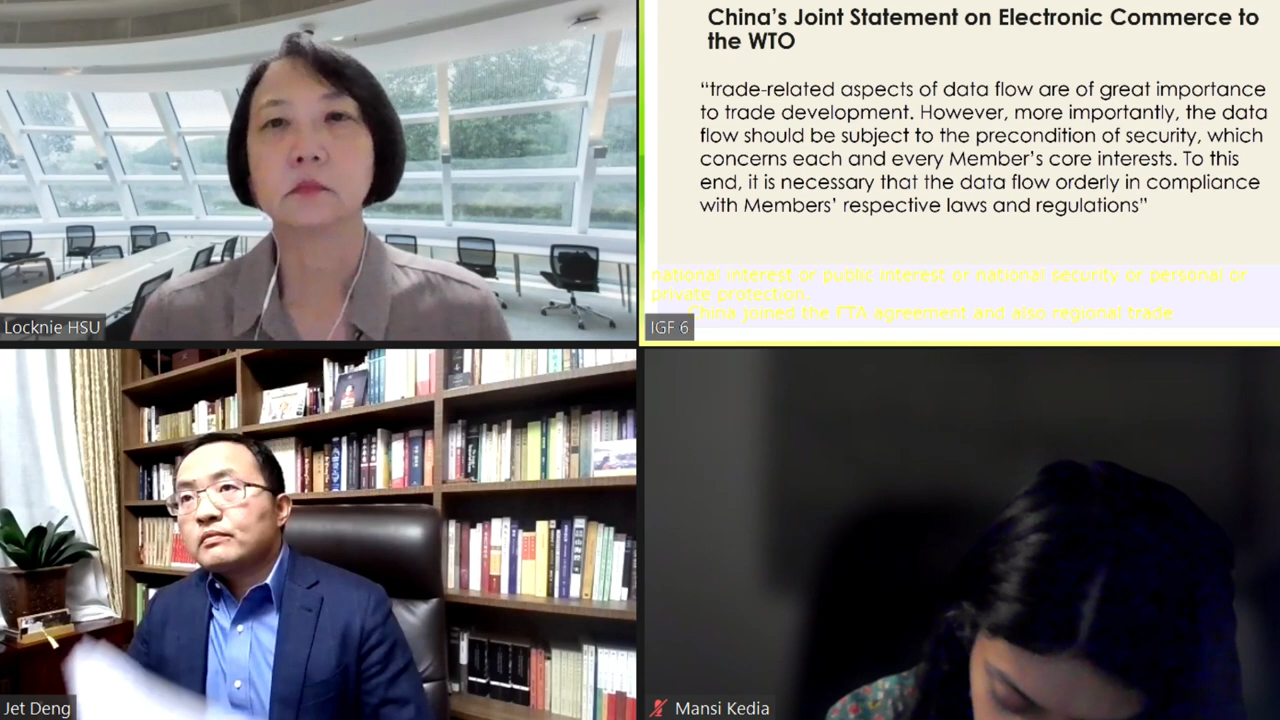 China's Joint Statement on Electronic Commerce to
the WTO
“trade-related aspects of data flow are of great importance
to trade development. However, more importantly, the data
flow should be subject to the precondition of security, which
concerns each and every Member's core interests. To this
end, it is necessary that the data flow orderly in compliance
with Members' respective laws and regulations”
national interest or public interest or national security or personal or
private protection.
China joined the FTA agreement and also regional trade
Locknie HSU
IGF 6
Jet Deng
Mansi Kedia